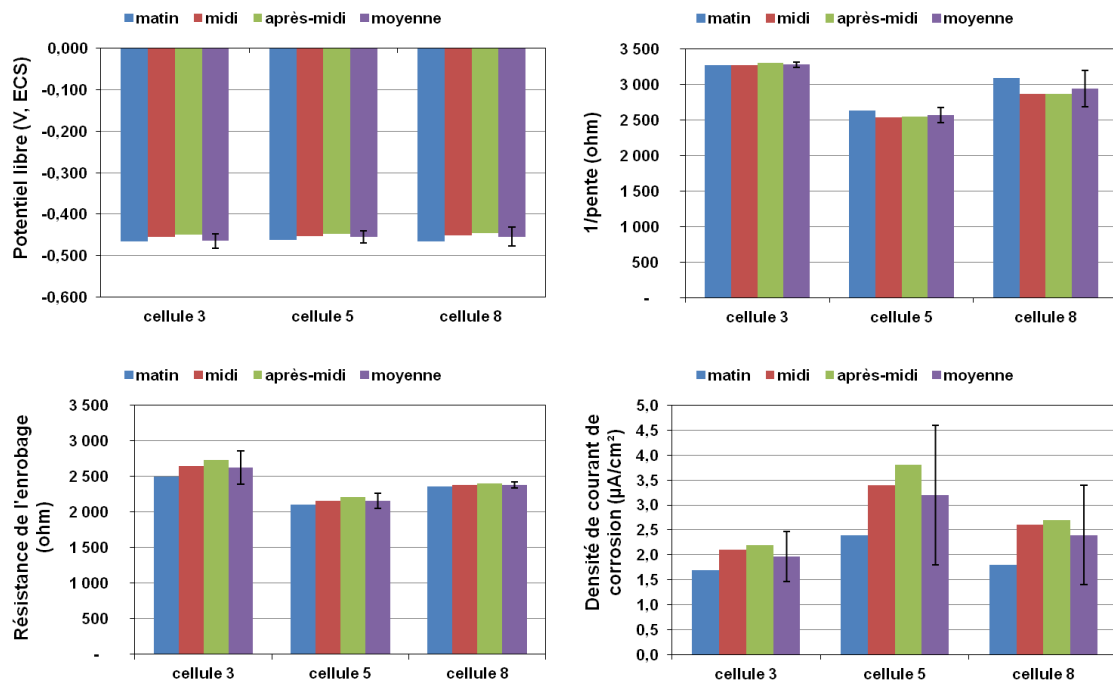 matin midi après-midi moyenne
Potentiel libre (V, ECS)
0,000
-0,100
-0,200
-0,300
-0,400
-0,500
-0,600
cellule 3 cellule 5 cellule 8
matin midi après-midi moyenne
1/pente (ohm)
3 500
3 000
2 500
2 000
1 500
1 000
500
-
cellule 3 cellule 5 cellule 8
matin midi après-midi moyenne
Résistance de l'enrobage
(ohm)
3 500
3 000
2 500
2 000
1 500
1 000
500
-
cellule 3 cellule 5 cellule 8
matin midi après-midi moyenne
Densité de courant de
corrosion (µA/cm²)
5,0
4,5
4,0
3,5
3,0
2,5
2,0
1,5
1,0
0,5
0,0
cellule 3 cellule 5 cellule 8